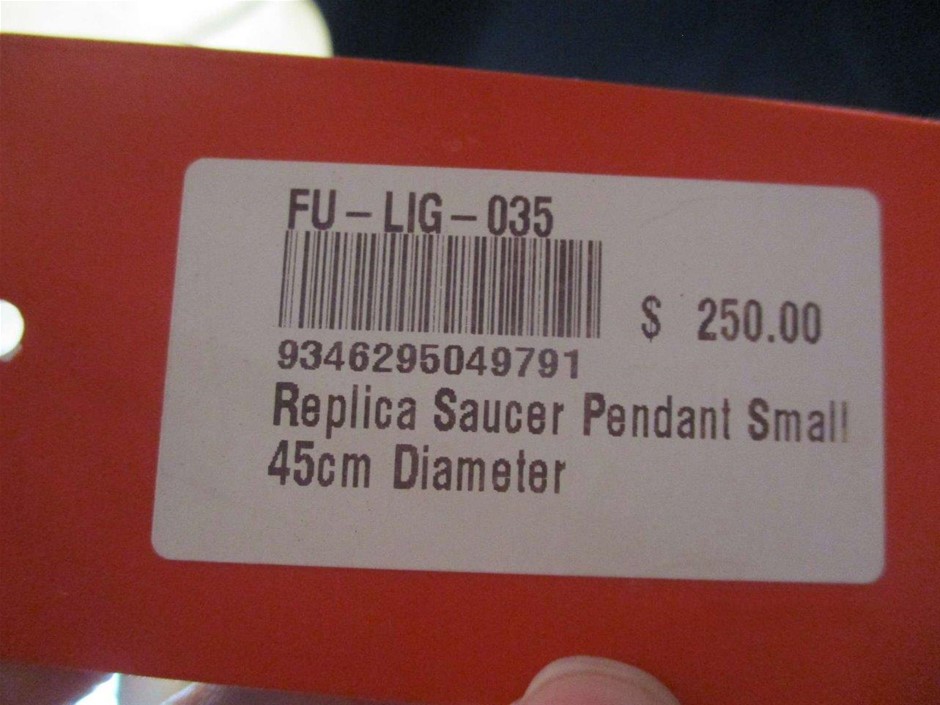 FU-LIG-035
$ 250.00
9346295049791
Replica Saucer Pendant Small
45cm Diameter